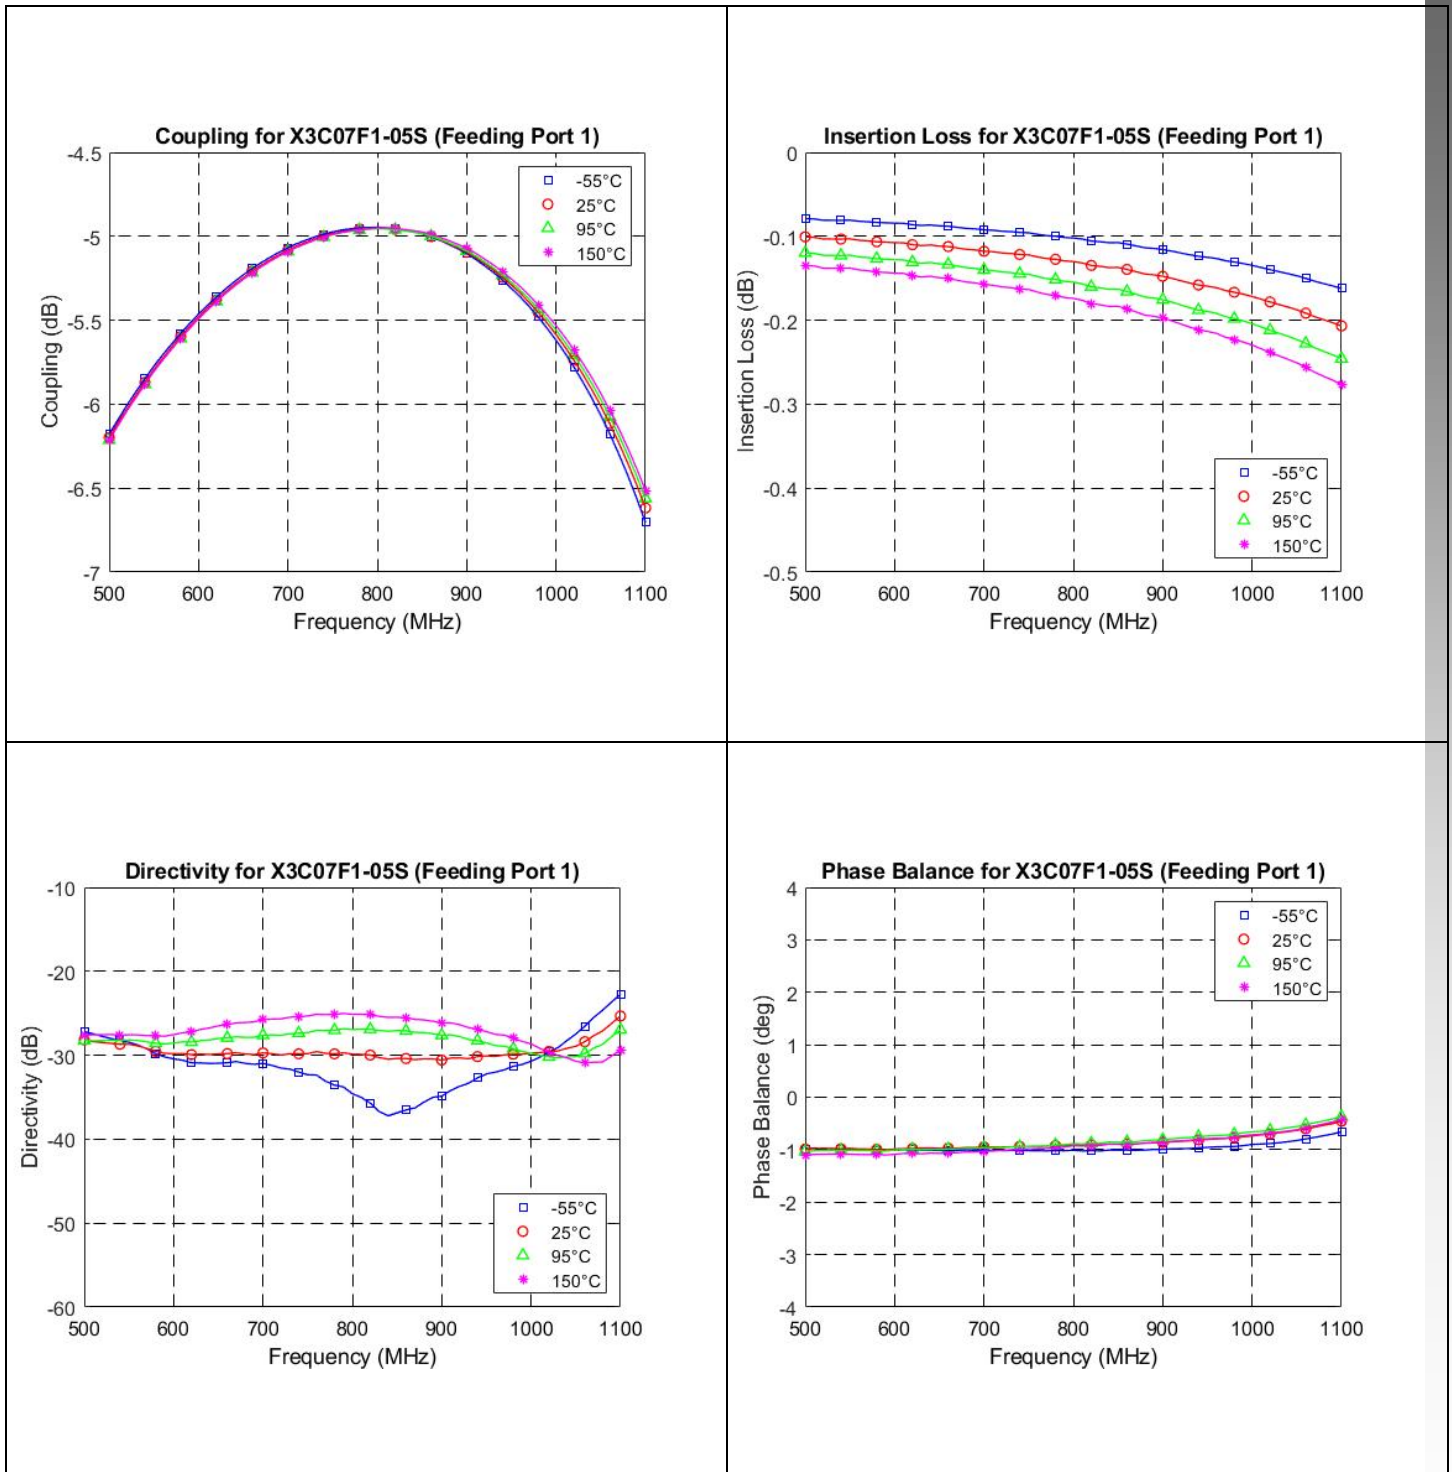 Coupling for X3C07F1-05S (Feeding Port 1)
-4.5
-5
-5.5
-6
-6.5
-7
Coupling (dB)
-55°C
25°C
95°C
150°C
500 600 700 800 900 1000 1100
Frequency (MHz)
Insertion Loss for X3C07F1-05S (Feeding Port 1)
0
-0.1
-0.2
-0.3
-0.4
-0.5
Insertion Loss (dB)
-55°C
25°C
95°C
150°C
500 600 700 800 900 1000 1100
Frequency (MHz)
Directivity for X3C07F1-05S (Feeding Port 1)
-10
-20
-30
-40
-50
-60
Directivity (dB)
-55°C
25°C
95°C
150°C
500 600 700 800 900 1000 1100
Frequency (MHz)
Phase Balance for X3C07F1-05S (Feeding Port 1)
4
3
2
1
0
-1
-2
-3
-4
Phase Balance (deg)
-55°C
25°C
95°C
150°C
500 600 700 800 900 1000 1100
Frequency (MHz)